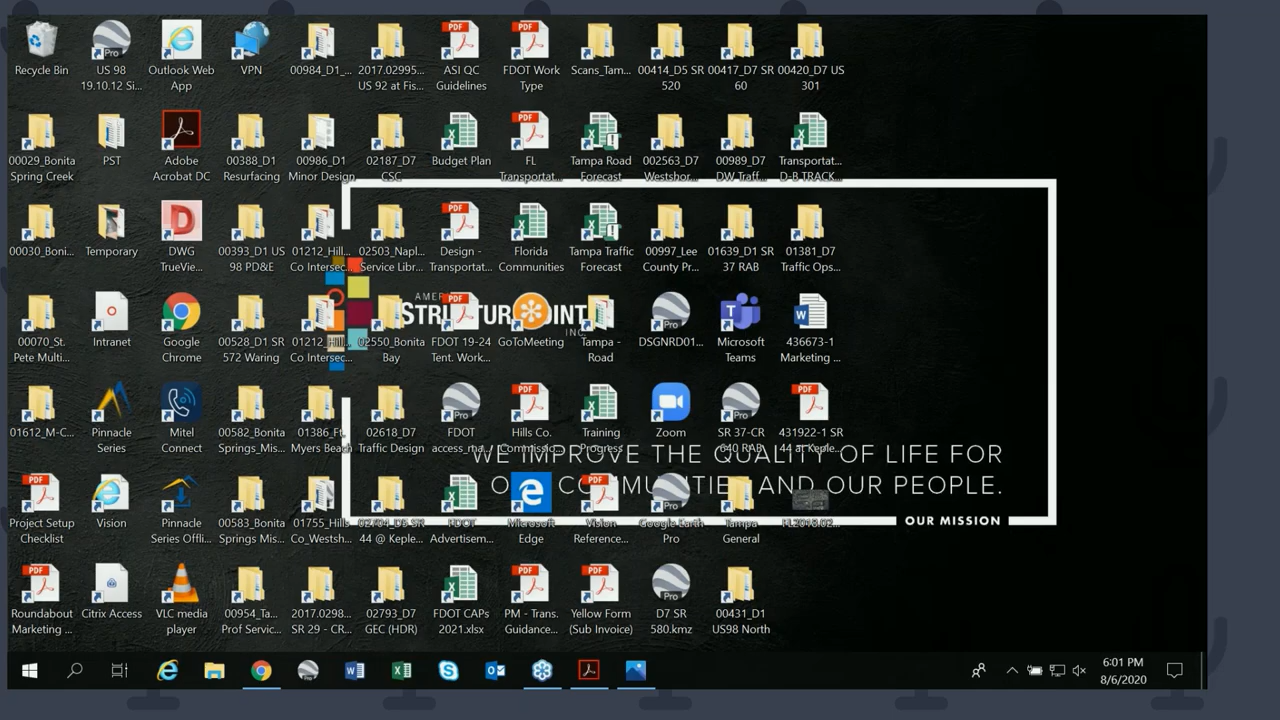 Recycle Bin
US 98
19.10.12 Si...
Outlook Web
App
VPN
00984_D1_...
2017.02995...
US 92 at Fis...
ASI QC
Guidelines
FDOT Work
Type
Scans_Tam...
00414_D5 SR
520
00417_D7 SR
60
00420_D7 US
301
00029_Bonita
Spring Creek
PST
Adobe
Acrobat DC
00388_D1
Resurfacing
00986_D1
Minor Design
02187_D7
CSC
Budget Plan
FL
Transportat...
Tampa Road
Forecast
002563_D7
Westshor...
00989_D7
DW Traff...
Transportat...
D-B TRACK...
00030_Boni...
Temporary
DWG
TrueVie...
00393_D1 US
98 PD&E
01212_Hill...
Co Intersec...
02503_Napl...
Service Libr...
Design -
Transportat...
Florida
Communities
Tampa Traffic
Forecast
00997_Lee
County Pr...
01639_D1 SR
37 RAB
01381_D7
Traffic Ops...
00070_St.
Pete Multi...
Intranet
Google
Chrome
00528_D1 SR
572 Waring
01212_Hill...
Co Intersec...
02550_Bonita
Bay
FDOT 19-24
Tent. Work...
GoToMeeting
Tampa -
Road
DSGNRD01...
Microsoft
Teams
436673-1
Marketing ...
01612_M-C...
Pinnacle
Series
Mitel
Connect
00582_Bonita
Springs_Mis...
01386_Ft.
Myers Beach
02618_D7
Traffic Design
FDOT
access_ma...
Hills Co.
Commissio...
Training
Progress
Zoom
SR 37-CR
640 RAB
431922-1 SR
44 at Keple...
WE IMPROVE THE QUALITY OF LIFE FOR
AND OUR PEOPLE.
OUR MISSION
Project Setup
Checklist
Vision
Pinnacle
Series Offli...
00583_Bonita
Springs Mis...
01755_Hills
Co_Westsh...
02704_D5 SR
44 @ Keple...
FDOT
Advertisem...
Microsoft
Edge
Vision
Reference...
Google Earth
Pro
Tampa
General
Roundabout
Marketing ...
Citrix Access
VLC media
player
00954_Ta...
Prof Servic...
2017.0298...
SR 29 - CR...
02793_D7
GEC (HDR)
FDOT CAPs
2021.xlsx
PM - Trans.
Guidance...
Yellow Form
(Sub Invoice)
D7 SR
580.kmz
00431_D1
US98 North
6:01 PM
8/6/2020